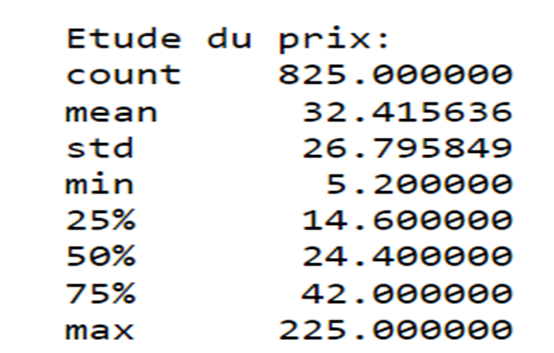 Etude du prix:
count 825.000000
mean 32.415636
std 26.795849
min 5.200000
25% 14.600000
50% 24.400000
75% 42.000000
max 225.000000